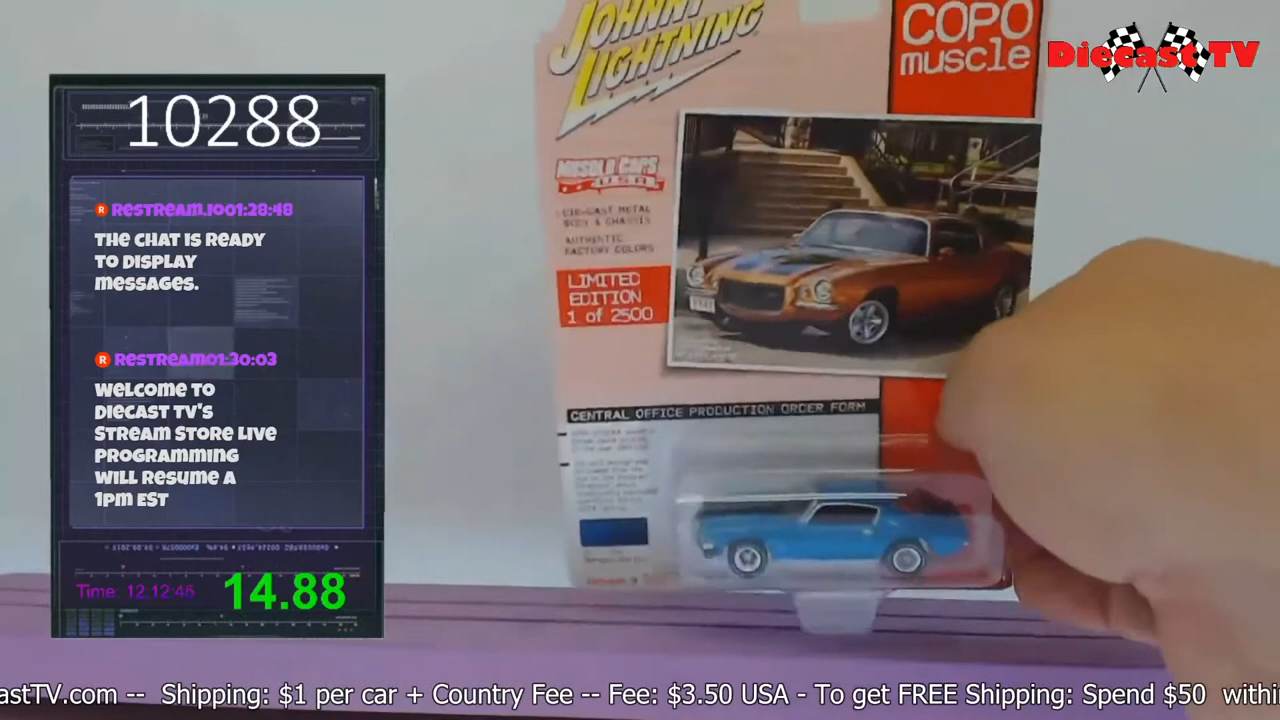 10288
Restream.io01:28:48
The chat is ready
to display
messages.
Restream01:30:03
Welcome to
Diecast TV's
Stream Store Live
Programming
will resume a
1pm EST
Time: 12:12:45
14.88
JOHNNY
LIGHTNING
COPO
muscle
Diecast TV
MUSCLE CARS
U.S.A.
DIE-CAST METAL
BODY & CHASSIS
AUTHENTIC
FACTORY COLORS
LIMITED
EDITION
1 of 2500
CENTRAL OFFICE PRODUCTION ORDER FORM
astTV.com -- Shipping: $1 per car + Country Fee -- Fee: $3.50 USA - To get FREE Shipping: Spend $50 within